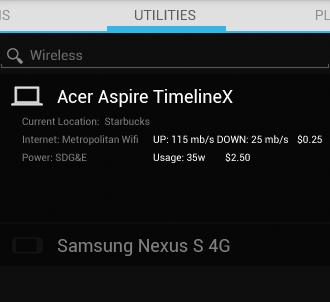 NS UTILITIES PL
Wireless
Acer Aspire TimelineX
Current Location: Starbucks
Internet: Metropolitan Wifi UP: 115 mb/s DOWN: 25 mb/s $0.25
Power: SDG&E Usage: 35w $2.50
Samsung Nexus S 4G